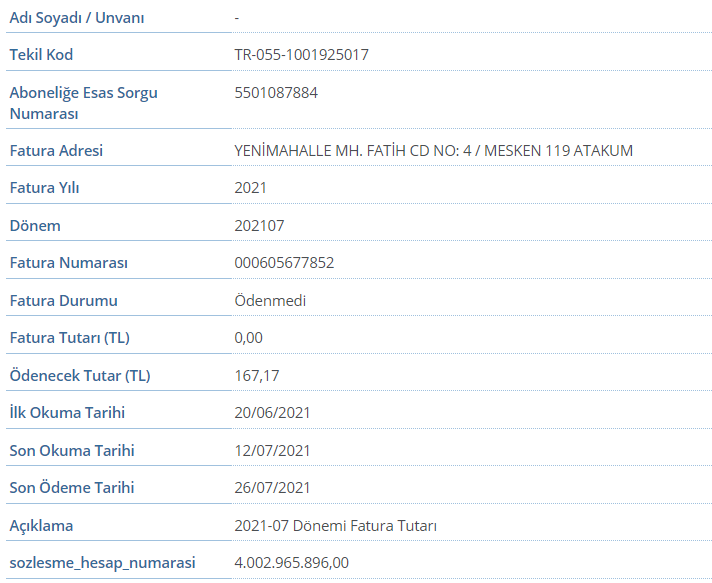 Adı Soyadı / Unvanı -
Tekil Kod TR-055-1001925017
Aboneliğe Esas Sorgu 5501087884
Numarası
Fatura Adresi YENİMAHALLE MH. FATİH CD NO: 4 / MESKEN 119 ATAKUM
Fatura Yılı 2021
Dönem 202107
Fatura Numarası 000605677852
Fatura Durumu Ödenmedi
Fatura Tutarı (TL) 0,00
Ödenecek Tutar (TL) 167,17
İlk Okuma Tarihi 20/06/2021
Son Okuma Tarihi 12/07/2021
Son Ödeme Tarihi 26/07/2021
Açıklama 2021-07 Dönemi Fatura Tutarı
sozlesme_hesap_numarasi 4.002.965.896,00